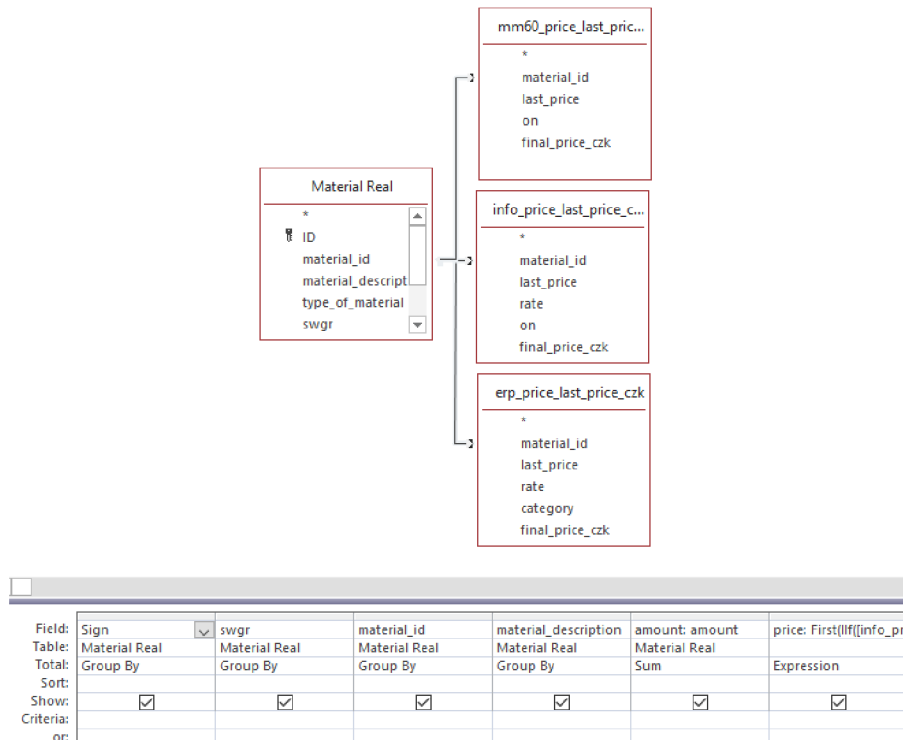 mm60_price_last_pric...
*
material_id
last_price
on
final_price_czk
Material Real
*
ID
material_id
material_descript
type_of_material
swgr
info_price_last_price_c...
*
material_id
last_price
rate
on
final_price_czk
erp_price_last_price_czk
*
material_id
last_price
rate
category
final_price_czk
Field: Sign swgr material_id material_description amount: amount price: First(IIf([info_pr
Table: Material Real Material Real Material Real Material Real Material Real
Total: Group By Group By Group By Group By Sum Expression
Sort:
Show:
Criteria:
or: